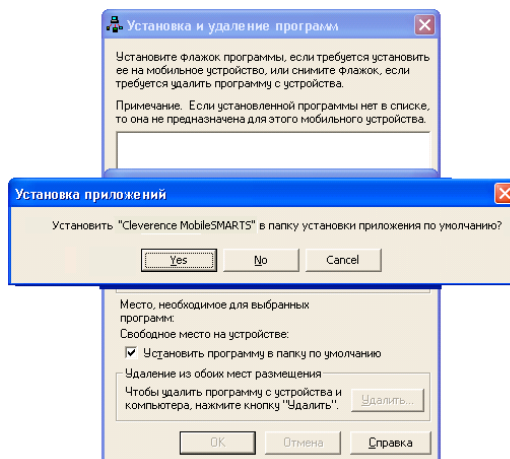 Установка и удаление программ
Установите флажок программы, если требуется установить
ее на мобильное устройство, или снимите флажок, если
требуется удалить программу с устройства.
Примечание. Если установленной программы нет в списке,
то она не предназначена для этого мобильного устройства.
Установка приложений
Установить "Cleverence MobileSMARTS" в папку установки приложения по умолчанию?
Yes
No
Cancel
Место, необходимое для выбранных
программ:
Свободное место на устройстве:
Установить программу в папку по умолчанию
Удаление из обоих мест размещения
Чтобы удалить программу с устройства и
компьютера, нажмите кнопку "Удалить".
Удалить...
OK
Отмена
Справка